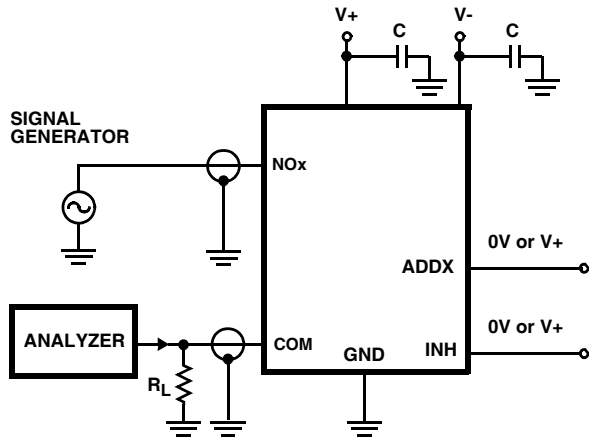 V+
C
V-
C
SIGNAL
GENERATOR
NOx
0V or V+
ADDX
0V or V+
ANALYZER
COM
GND
INH
RL